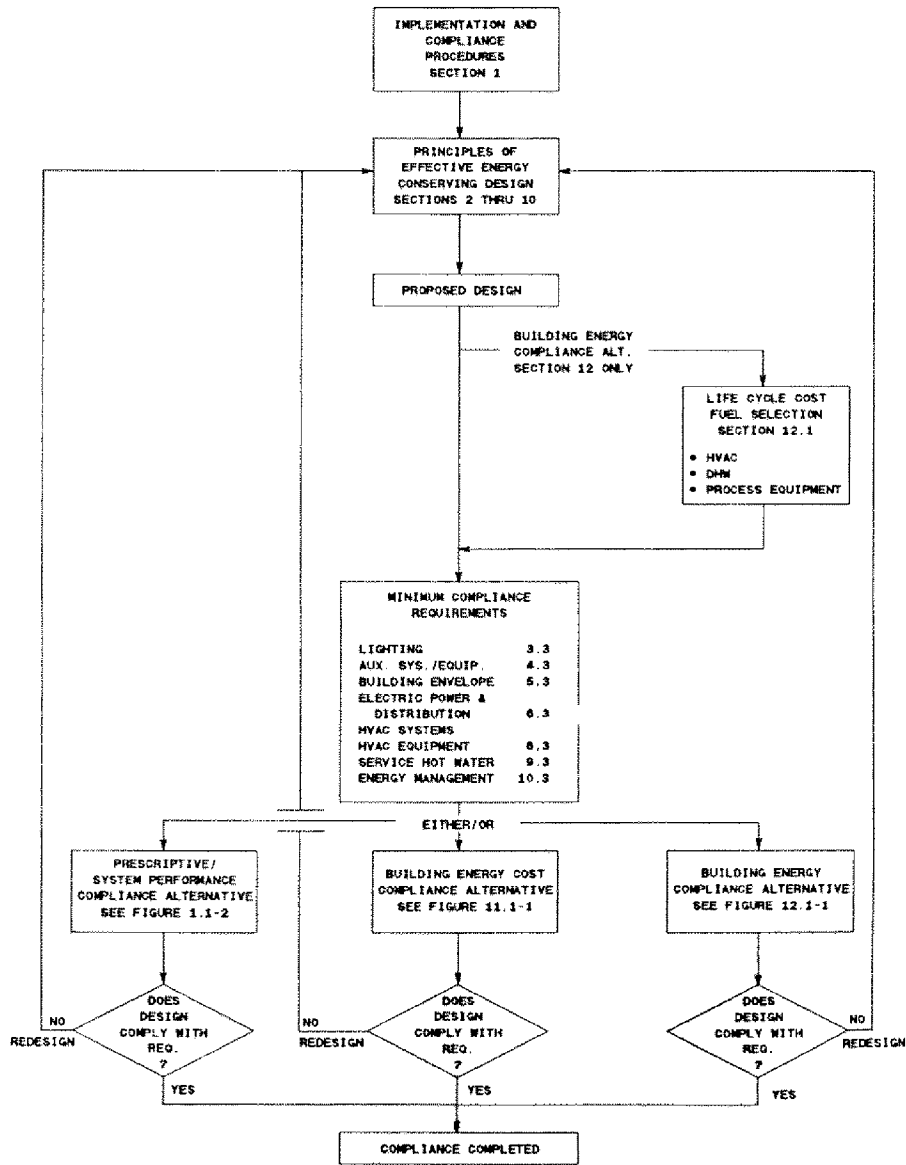 IMPLEMENTATION AND
COMPLIANCE
PROCEDURES
SECTION 1
PRINCIPLES OF
EFFECTIVE ENERGY
CONSERVING DESIGN
SECTIONS 2 THRU 10
PROPOSED DESIGN
BUILDING ENERGY
COMPLIANCE ALT.
SECTION 12 ONLY
LIFE CYCLE COST
FUEL SELECTION
SECTION 12.1
• HVAC
• DHW
• PROCESS EQUIPMENT
MINIMUM COMPLIANCE
REQUIREMENTS
LIGHTING 3.3
AUX. SYS./EQUIP. 4.3
BUILDING ENVELOPE 5.3
ELECTRIC POWER &
DISTRIBUTION 6.3
HVAC SYSTEMS
HVAC EQUIPMENT 8.3
SERVICE HOT WATER 9.3
ENERGY MANAGEMENT 10.3
EITHER/OR
PRESCRIPTIVE/
SYSTEM PERFORMANCE
COMPLIANCE ALTERNATIVE
SEE FIGURE 1.1-2
BUILDING ENERGY COST
COMPLIANCE ALTERNATIVE
SEE FIGURE 11.1-1
BUILDING ENERGY
COMPLIANCE ALTERNATIVE
SEE FIGURE 12.1-1
DOES
DESIGN
COMPLY WITH
REQ.
?
NO
REDESIGN
YES
DOES
DESIGN
COMPLY WITH
REQ.
?
NO
REDESIGN
YES
DOES
DESIGN
COMPLY WITH
REQ.
?
NO
REDESIGN
YES
COMPLIANCE COMPLETED